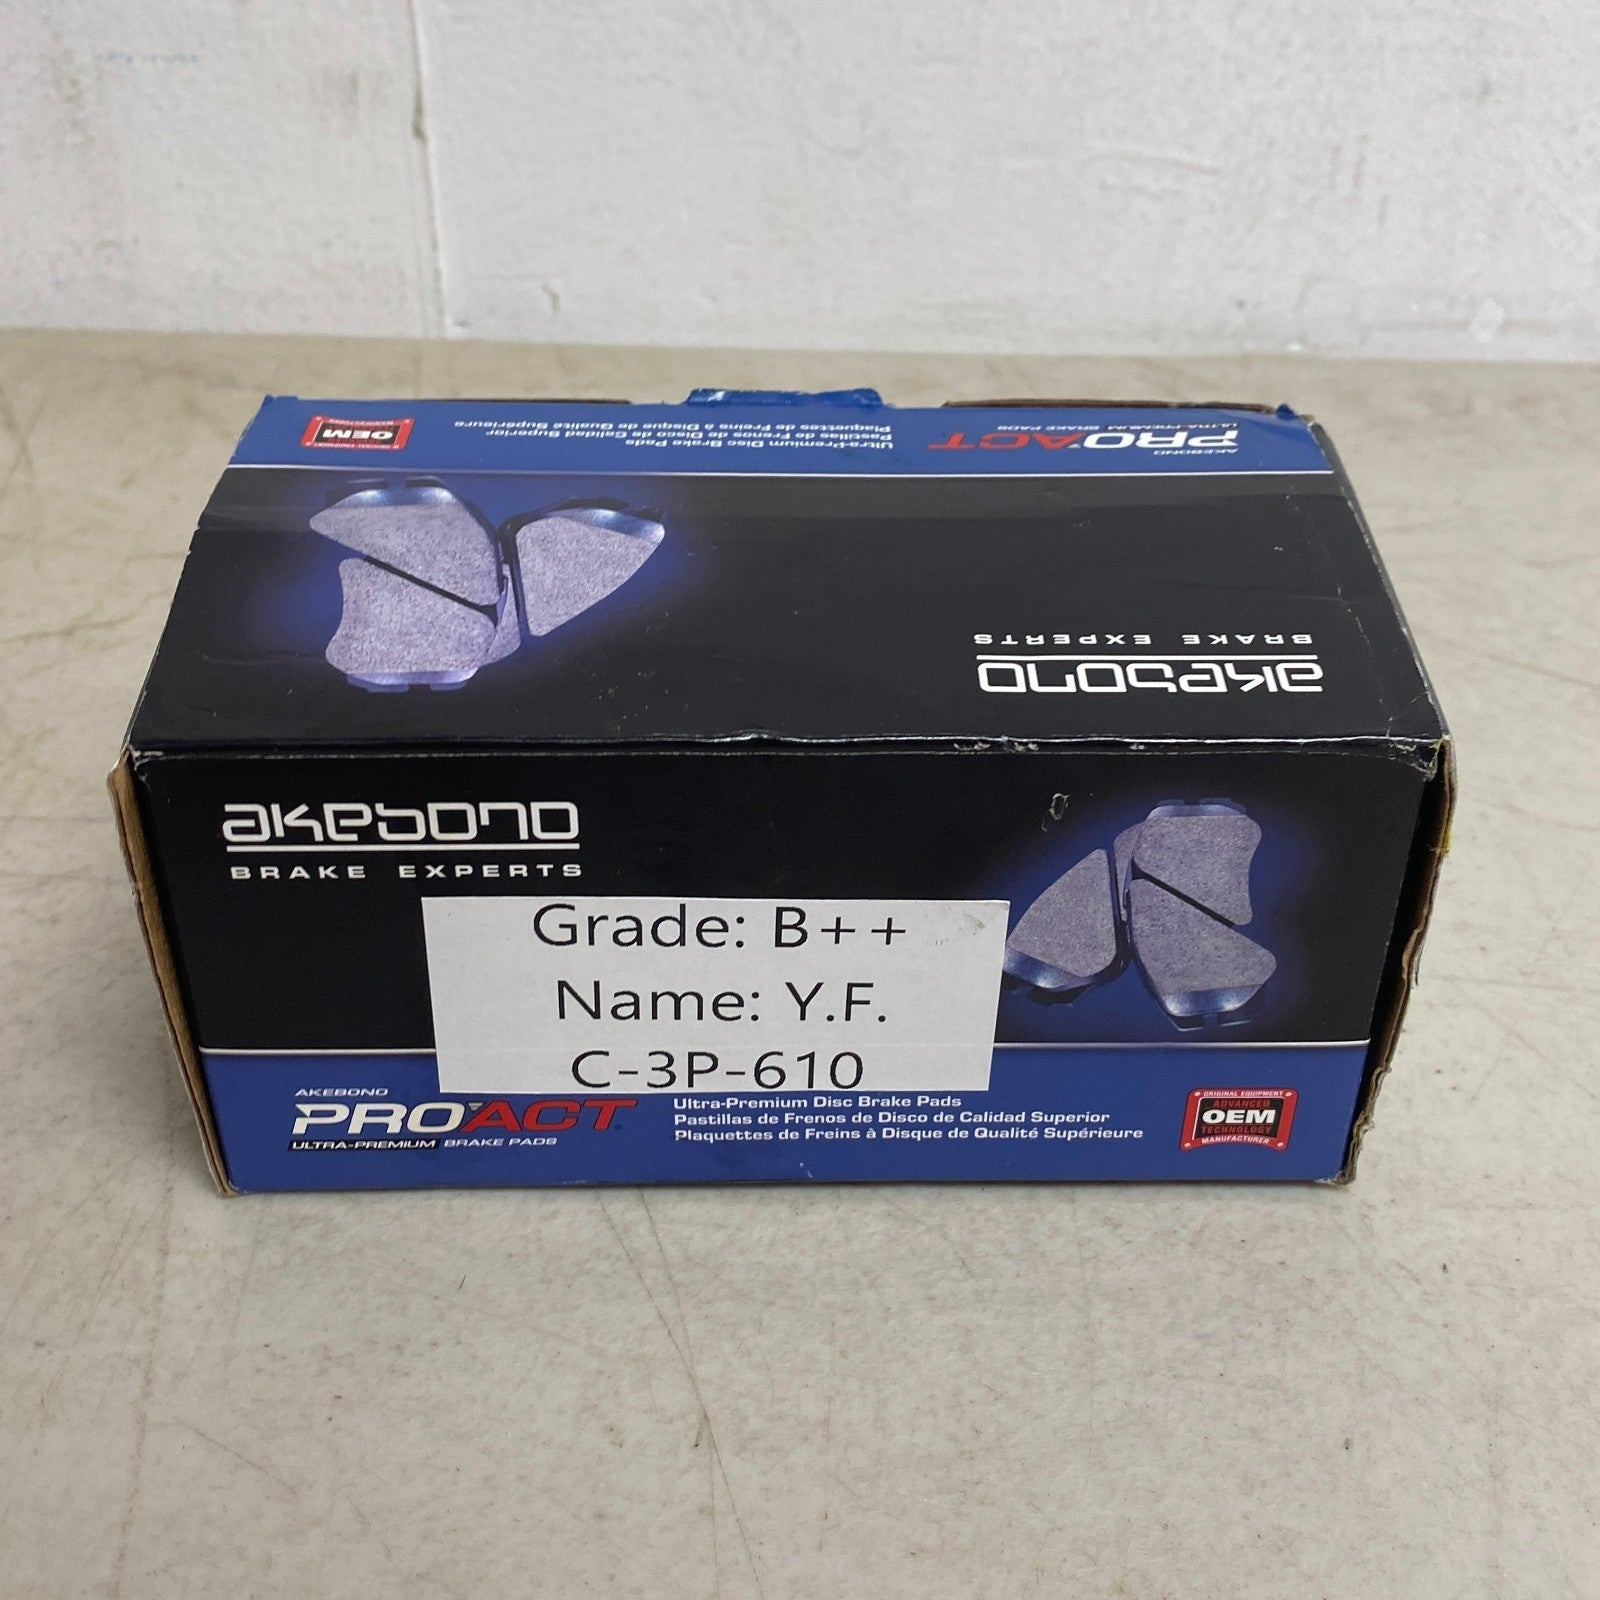 Ultra-Premium Disc Brake Pads
Pastillas de Frenos de Disco de Calidad Superior
Plaquettes de Freins à Disque de Qualité Supérieure
AKEBONO
PROACT
ULTRA-PREMIUM BRAKE PADS
ORIGINAL EQUIPMENT
OEM
akebono
BRAKE EXPERTS
akebono
BRAKE EXPERTS
Grade: B++
Name: Y.F.
C-3P-610
AKEBONO
PROACT
ULTRA-PREMIUM BRAKE PADS
Ultra-Premium Disc Brake Pads
Pastillas de Frenos de Disco de Calidad Superior
Plaquettes de Freins à Disque de Qualité Supérieure
ORIGINAL EQUIPMENT
ADVANCED
OEM
TECHNOLOGY
MANUFACTURER